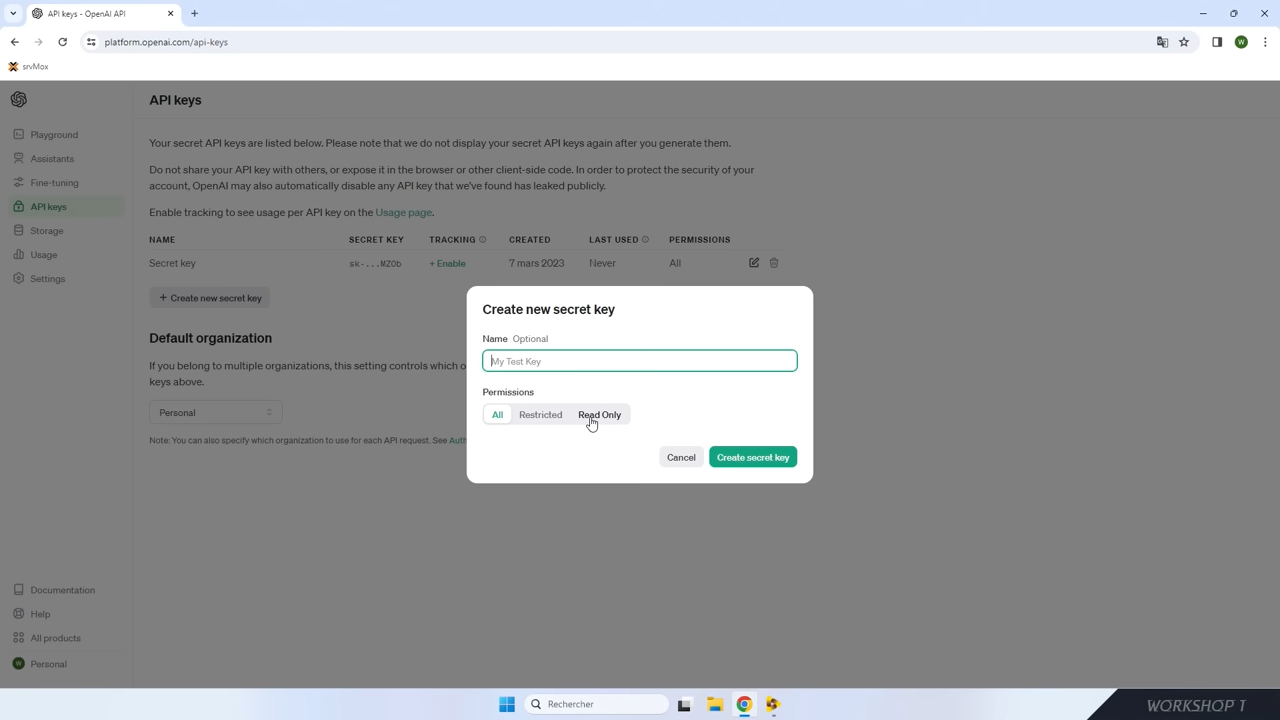 API keys - OpenAI API
platform.openai.com/api-keys
W
srvMox
Playground
Assistants
Fine-tuning
API keys
Storage
Usage
Settings
Documentation
Help
All products
W Personal
API keys
Your secret API keys are listed below. Please note that we do not display your secret API keys again after you generate them.
Do not share your API key with others, or expose it in the browser or other client-side code. In order to protect the security of your
account, OpenAI may also automatically disable any API key that we've found has leaked publicly.
Enable tracking to see usage per API key on the Usage page.
NAME SECRET KEY TRACKING CREATED LAST USED PERMISSIONS
Secret key sk-...MZOb + Enable 7 mars 2023 Never All
+ Create new secret key
Default organization
If you belong to multiple organizations, this setting controls which o
keys above.
Personal
Note: You can also specify which organization to use for each API request. See Auth
Create new secret key
Name Optional
My Test Key
Permissions
All Restricted Read Only
Cancel Create secret key
Rechercher
WORKSHOP T